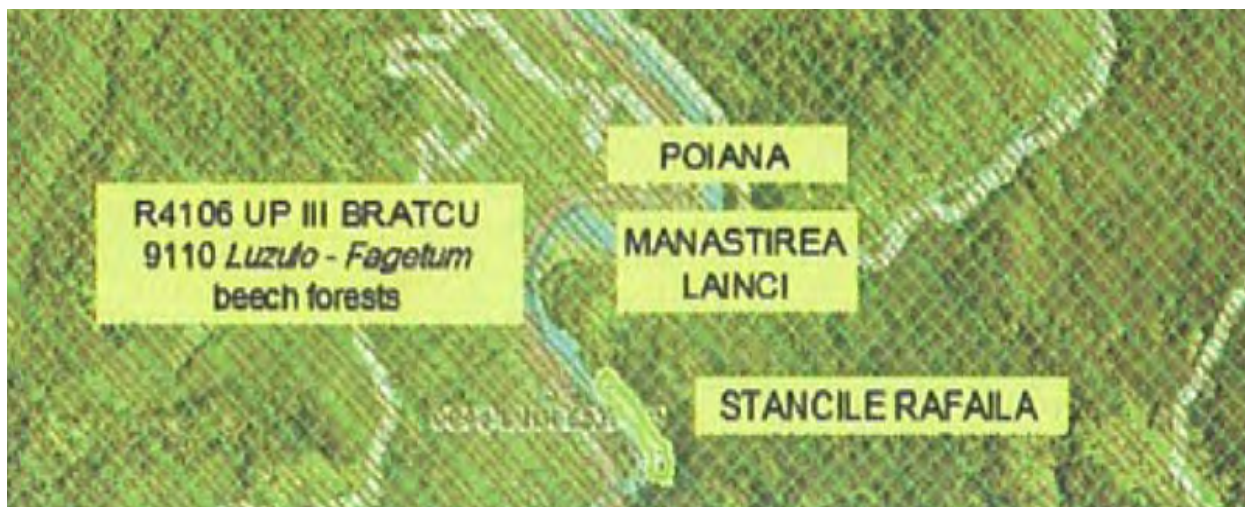 POIANA
R4106 UP III BRATCU
9110 Luzulo - Fagetum
beech forests
MANASTIREA
LAINCI
STANCILE RAFAILA